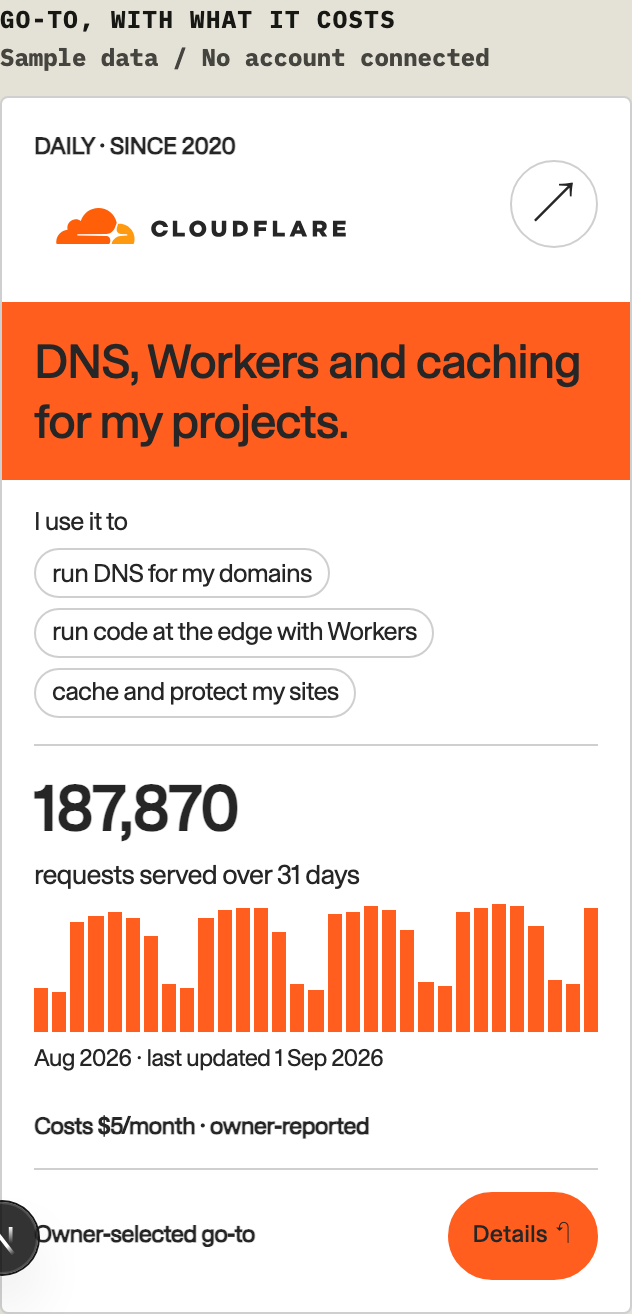 GO-TO, WITH WHAT IT COSTS
Sample data / No account connected
DAILY · SINCE 2020
CLOUDFLARE
DNS, Workers and caching
for my projects.
I use it to
run DNS for my domains
run code at the edge with Workers
cache and protect my sites
187,870
requests served over 31 days
Aug 2026 · last updated 1 Sep 2026
Costs $5/month · owner-reported
Owner-selected go-to
Details